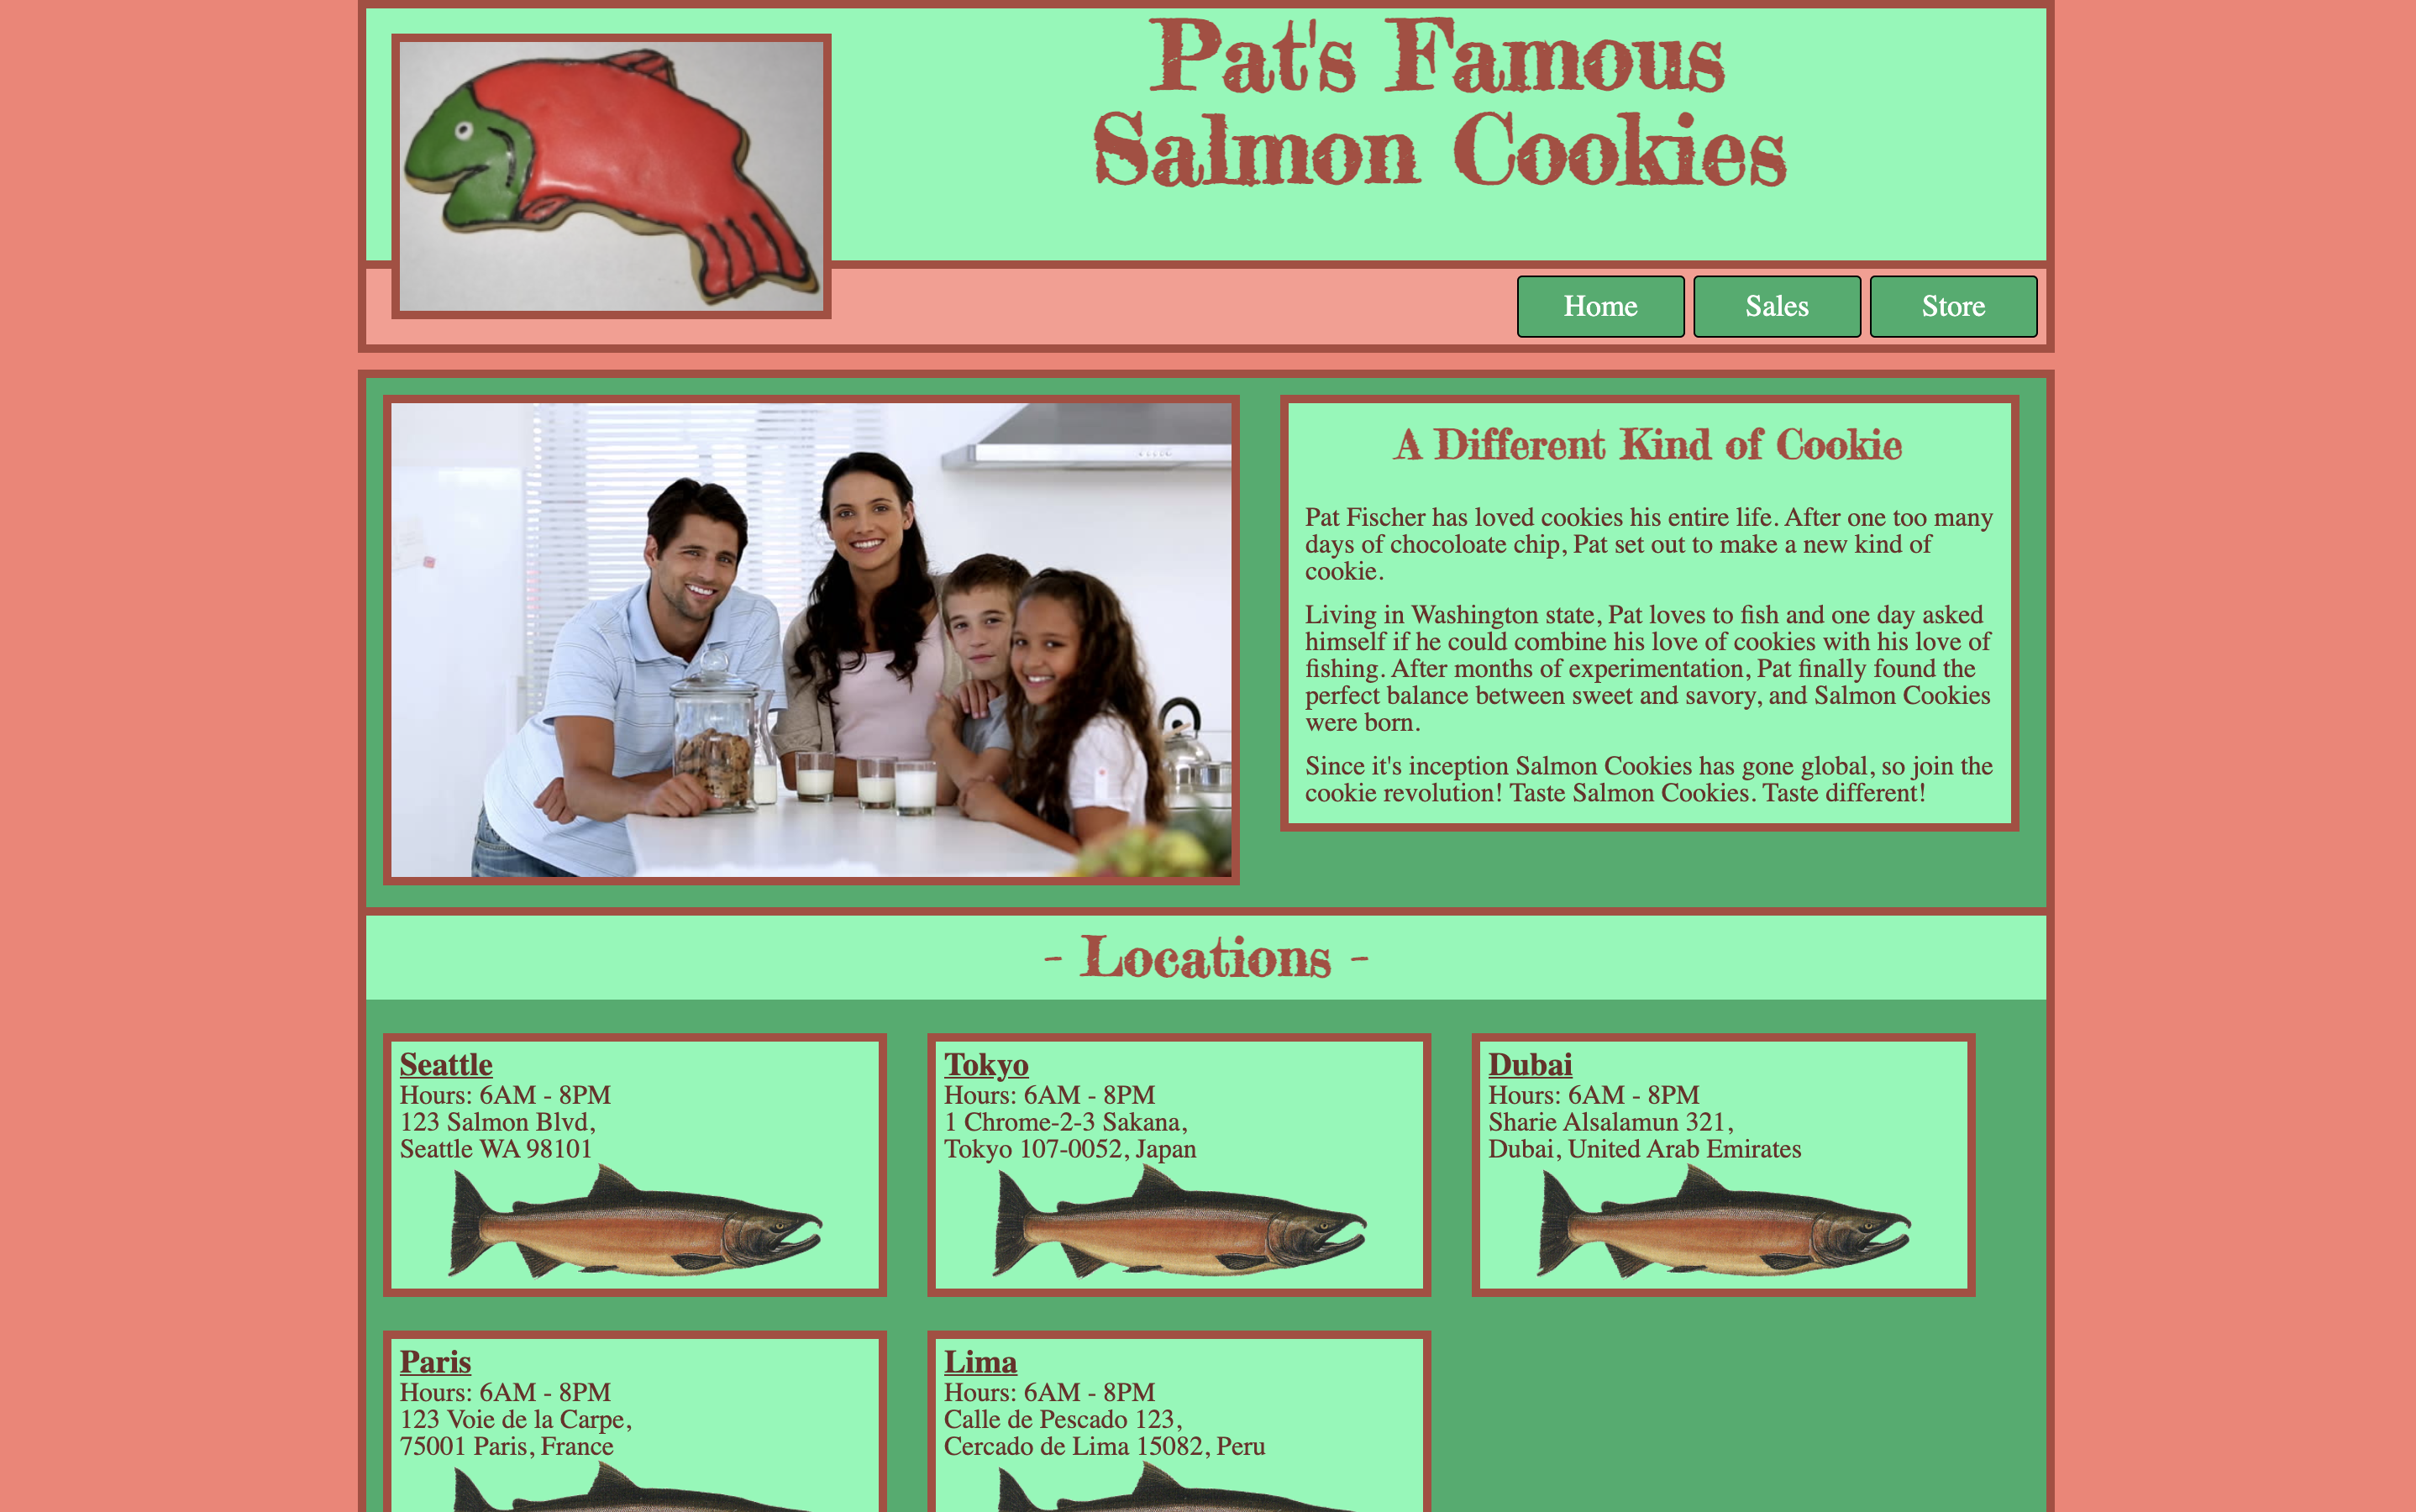 Pat's Famous
Salmon Cookies
Home Sales Store
A Different Kind of Cookie
Pat Fischer has loved cookies his entire life. After one too many
days of chocoloate chip, Pat set out to make a new kind of
cookie.
Living in Washington state, Pat loves to fish and one day asked
himself if he could combine his love of cookies with his love of
fishing. After months of experimentation, Pat finally found the
perfect balance between sweet and savory, and Salmon Cookies
were born.
Since it's inception Salmon Cookies has gone global, so join the
cookie revolution! Taste Salmon Cookies. Taste different!
- Locations -
Seattle
Hours: 6AM - 8PM
123 Salmon Blvd,
Seattle WA 98101
Tokyo
Hours: 6AM - 8PM
1 Chrome-2-3 Sakana,
Tokyo 107-0052, Japan
Dubai
Hours: 6AM - 8PM
Sharie Alsalamun 321,
Dubai, United Arab Emirates
Paris
Hours: 6AM - 8PM
123 Voie de la Carpe,
75001 Paris, France
Lima
Hours: 6AM - 8PM
Calle de Pescado 123,
Cercado de Lima 15082, Peru